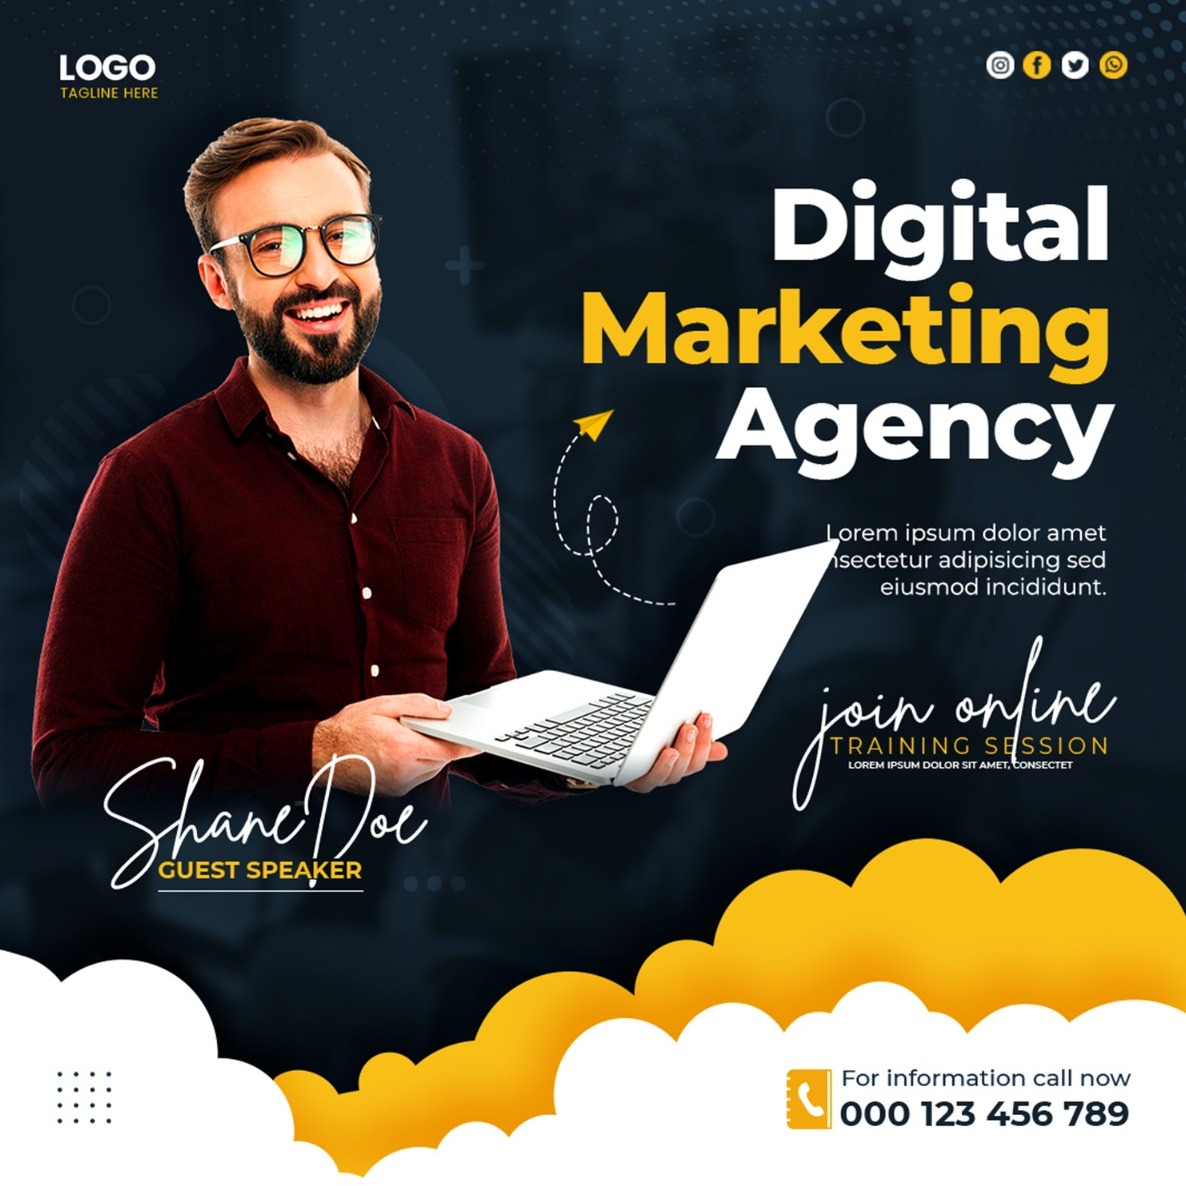 LOGO
TAGLINE HERE
Digital
Marketing
Agency
Lorem ipsum dolor amet
nsectetur adipisicing sed
eiusmod incididunt.
join online
TRAINING SESSION
LOREM IPSUM DOLOR SIT AMET, CONSECTET
Shane Doe
GUEST SPEAKER
For information call now
000 123 456 789